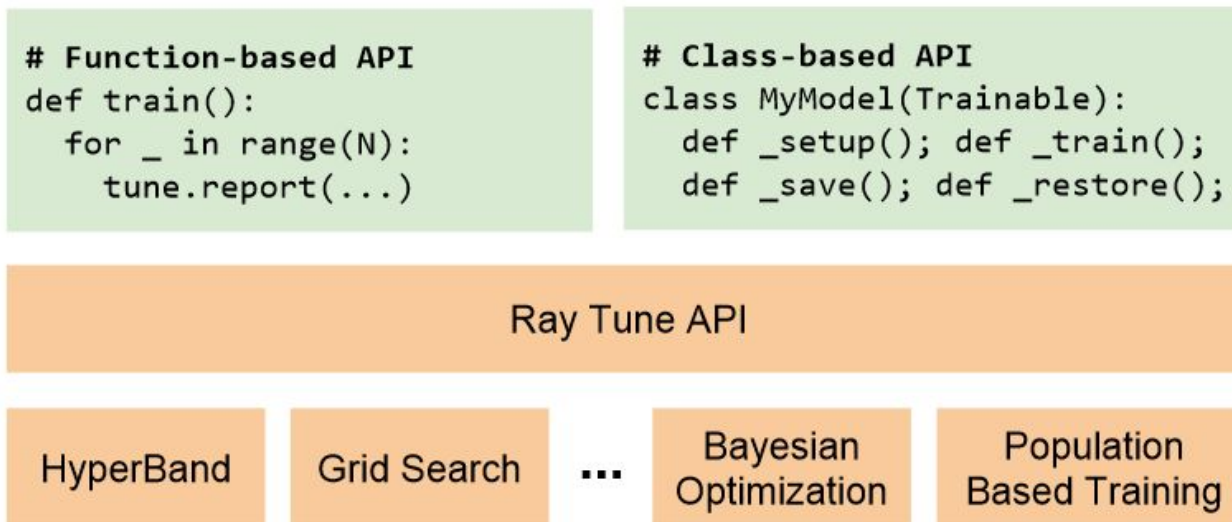 # Function-based API
def train():
  for _ in range(N):
    tune.report(...)
# Class-based API
class MyModel(Trainable):
  def _setup(); def _train();
  def _save(); def _restore();
Ray Tune API
HyperBand
Grid Search
...
Bayesian
Optimization
Population
Based Training